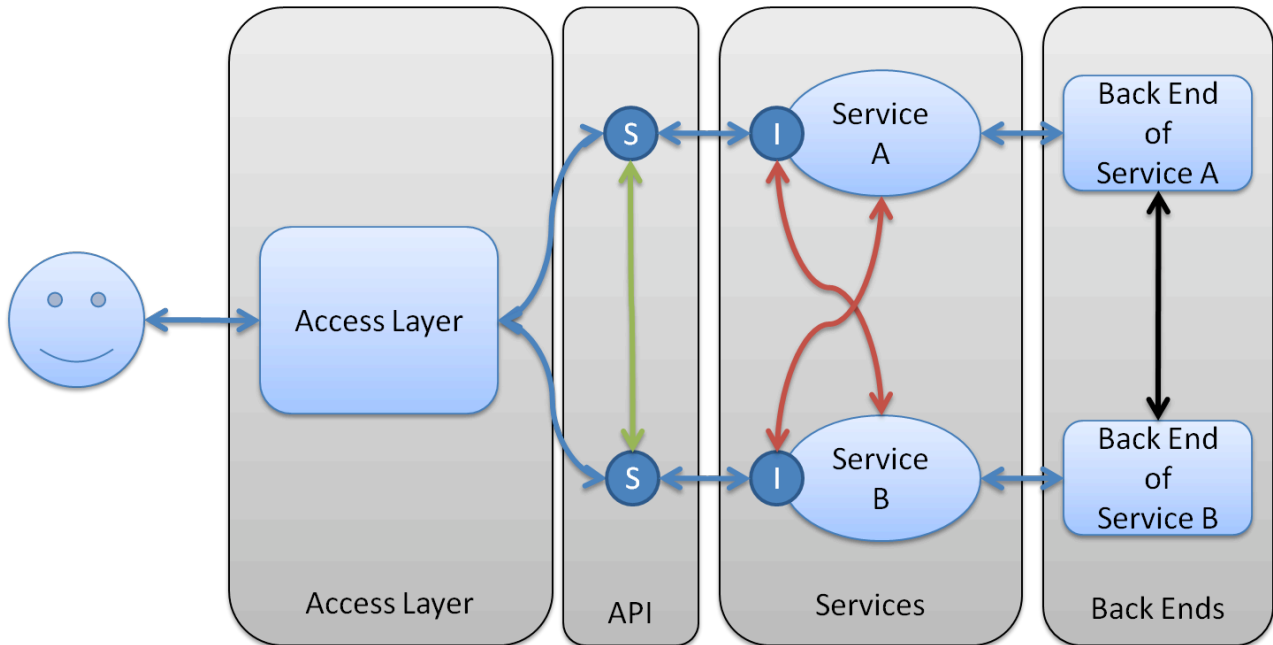 S
I
Service
A
Back End
of
Service A
Access Layer
S
I
Service
B
Back End
of
Service B
Access Layer
API
Services
Back Ends